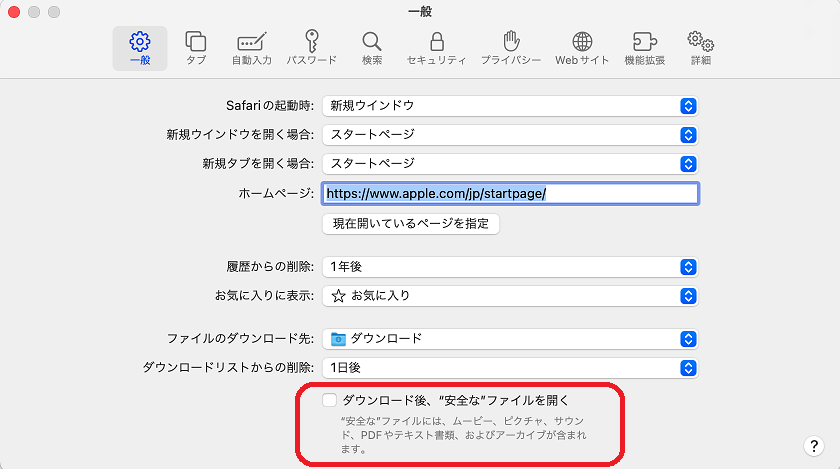 一般
一般 タブ 自動入力 パスワード 検索 セキュリティ プライバシー Webサイト 機能拡張 詳細
Safariの起動時: 新規ウインドウ
新規ウインドウを開く場合: スタートページ
新規タブを開く場合: スタートページ
ホームページ: https://www.apple.com/jp/startpage/
現在開いているページを指定
履歴からの削除: 1年後
お気に入りに表示: お気に入り
ファイルのダウンロード先: ダウンロード
ダウンロードリストからの削除: 1日後
ダウンロード後、“安全な”ファイルを開く
“安全な”ファイルには、ムービー、ピクチャ、サウン
ド、PDFやテキスト書類、およびアーカイブが含まれ
ます。
?